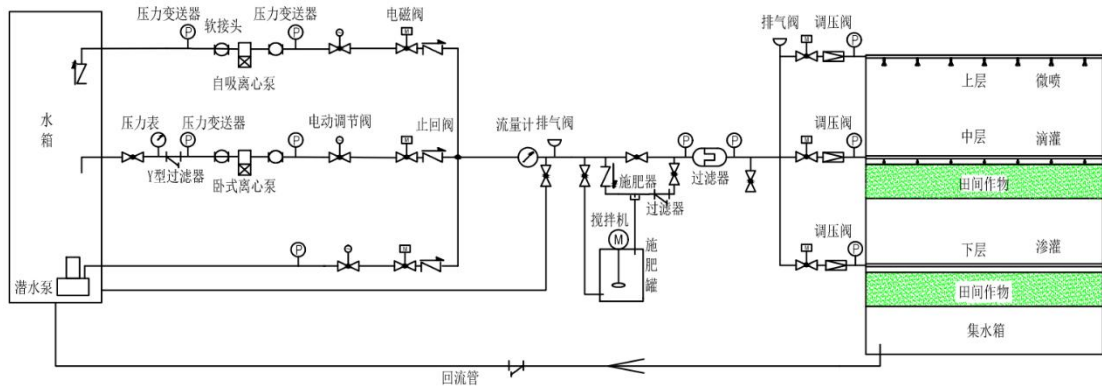 压力变送器
压力变送器
电磁阀
软接头
P
P
M
自吸离心泵
排气阀
调压阀
M
P
上层
微喷
水箱
压力表
压力变送器
电动调节阀
止回阀
P
P
M
Y型过滤器
卧式离心泵
流量计
排气阀
P
P
施肥器
过滤器
过滤器
搅拌机
M
施肥罐
调压阀
M
P
中层
滴灌
田间作物
潜水泵
P
M
调压阀
M
P
下层
渗灌
田间作物
集水箱
回流管